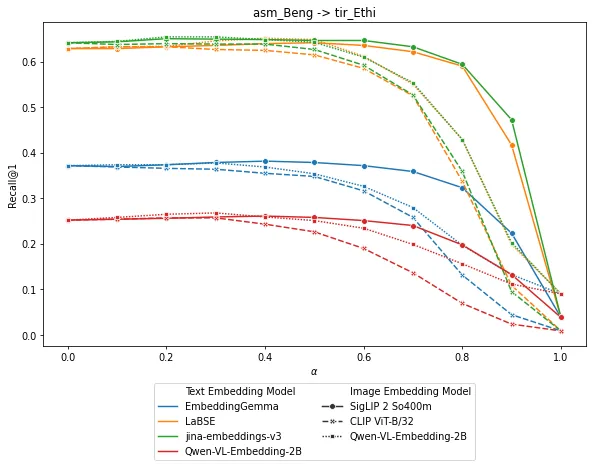 asm_Beng -> tir_Ethi
Recall@1
0.6
0.5
0.4
0.3
0.2
0.1
0.0
0.0 0.2 0.4 0.6 0.8 1.0
α
Text Embedding Model
EmbeddingGemma
LaBSE
jina-embeddings-v3
Qwen-VL-Embedding-2B
Image Embedding Model
SigLIP 2 So400m
CLIP ViT-B/32
Qwen-VL-Embedding-2B